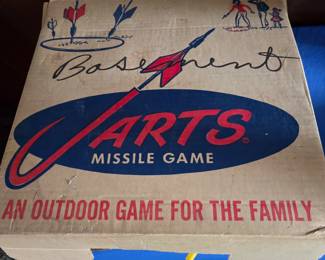 Basement
JARTS®
MISSILE GAME
AN OUTDOOR GAME FOR THE FAMILY